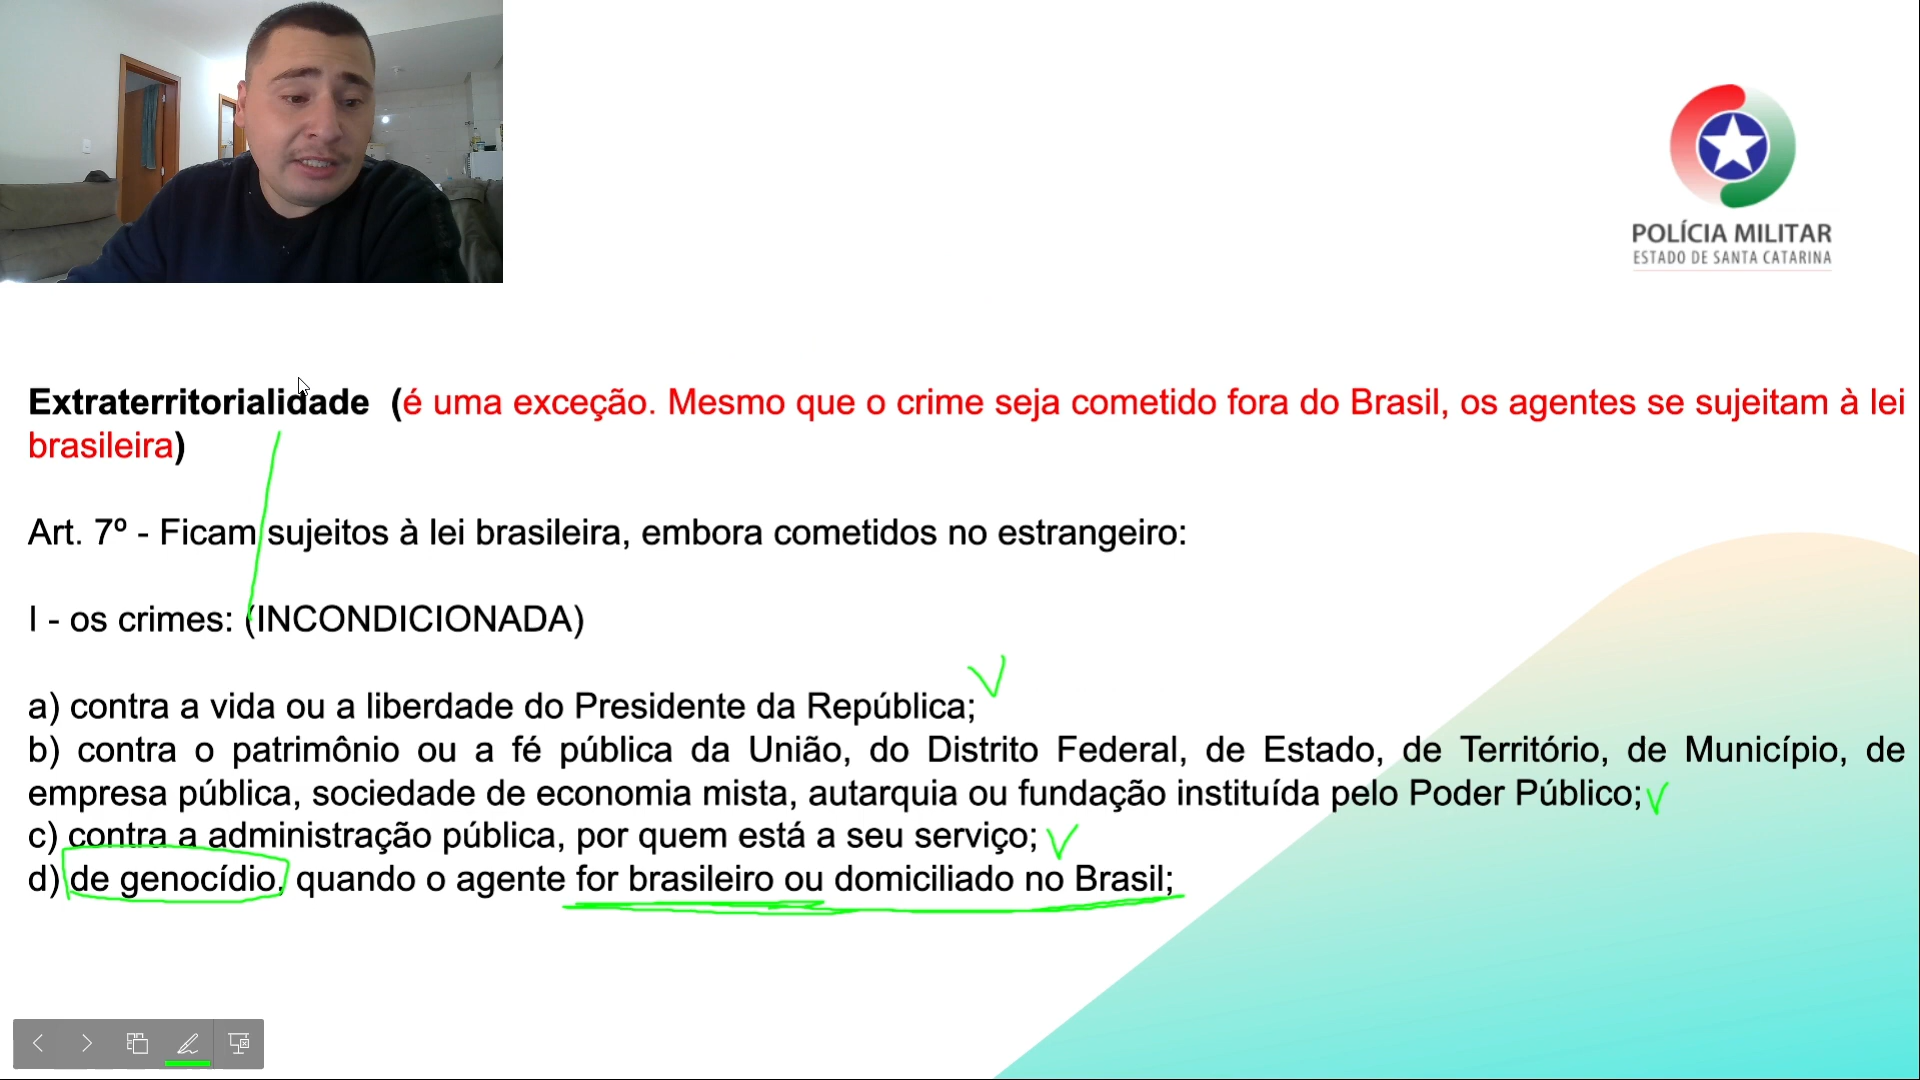 POLÍCIA MILITAR
ESTADO DE SANTA CATARINA
Extraterritorialidade (é uma exceção. Mesmo que o crime seja cometido fora do Brasil, os agentes se sujeitam à lei
brasileira)
Art. 7º - Ficam sujeitos à lei brasileira, embora cometidos no estrangeiro:
I - os crimes: (INCONDICIONADA)
a) contra a vida ou a liberdade do Presidente da República;
b) contra o patrimônio ou a fé pública da União, do Distrito Federal, de Estado, de Território, de Município, de
empresa pública, sociedade de economia mista, autarquia ou fundação instituída pelo Poder Público;
c) contra a administração pública, por quem está a seu serviço;
d) de genocídio, quando o agente for brasileiro ou domiciliado no Brasil;